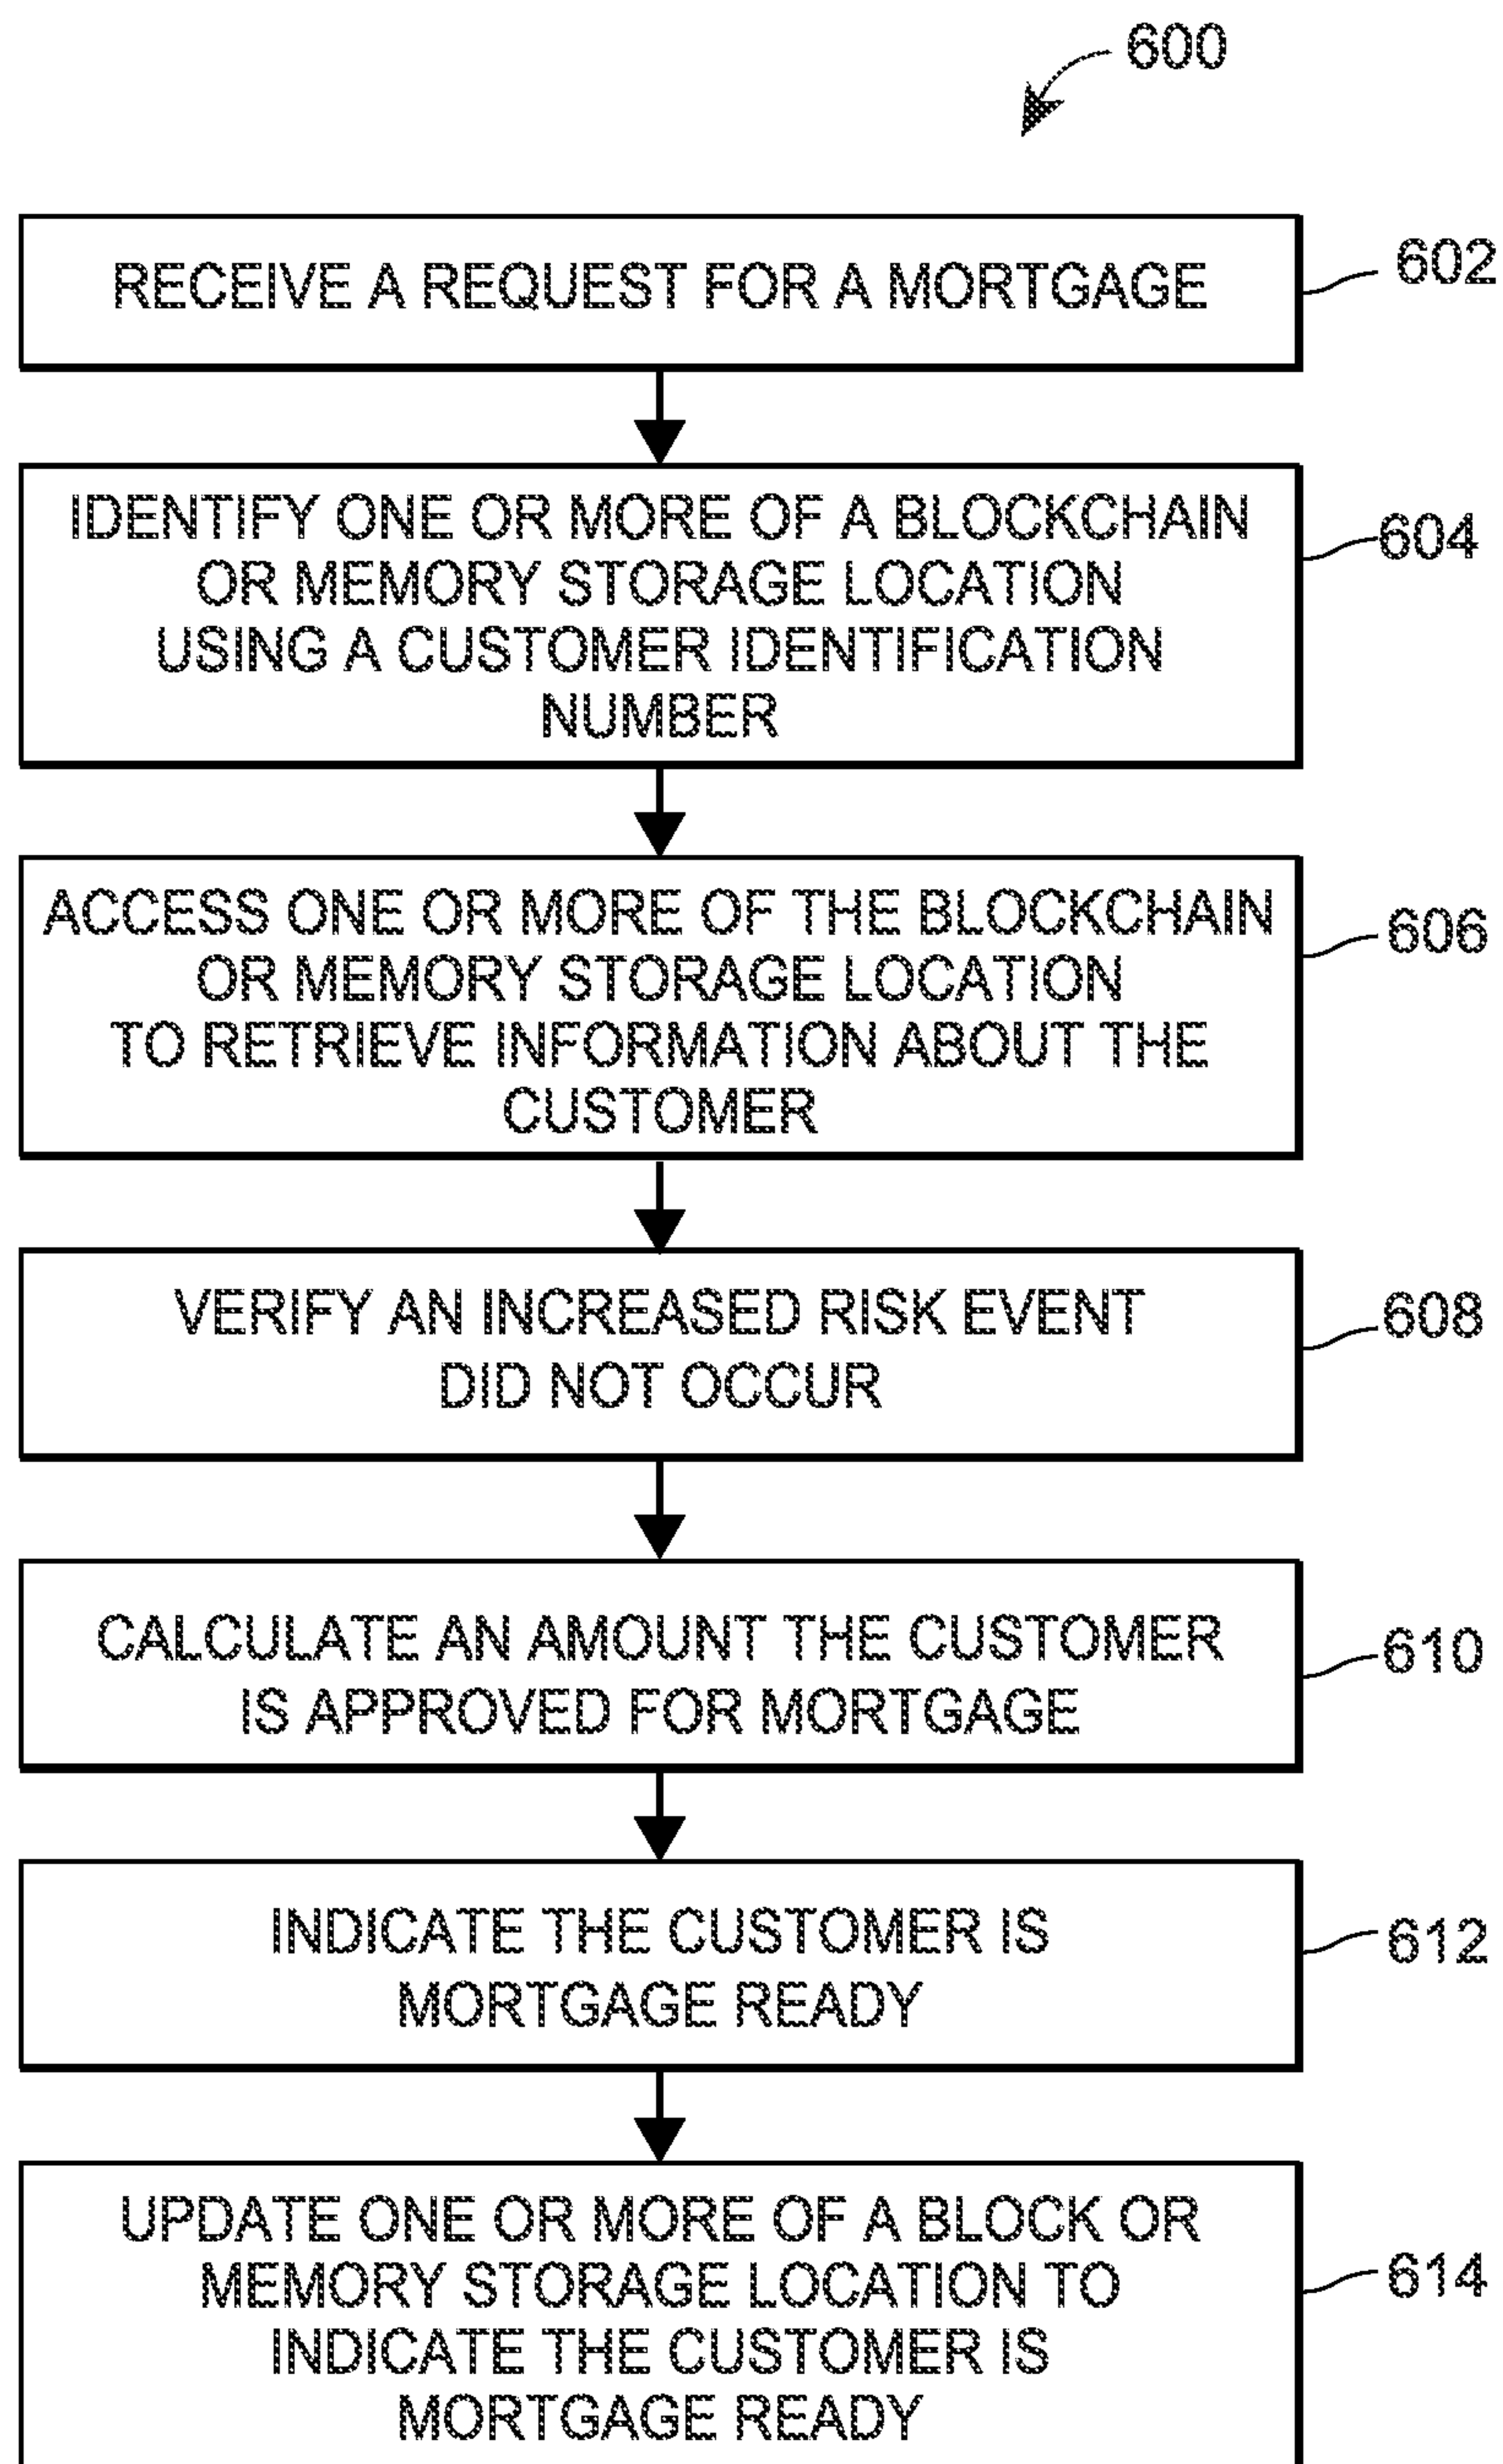 600
RECEIVE A REQUEST FOR A MORTGAGE
602
IDENTIFY ONE OR MORE OF A BLOCKCHAIN
OR MEMORY STORAGE LOCATION
USING A CUSTOMER IDENTIFICATION
NUMBER
604
ACCESS ONE OR MORE OF THE BLOCKCHAIN
OR MEMORY STORAGE LOCATION
TO RETRIEVE INFORMATION ABOUT THE
CUSTOMER
606
VERIFY AN INCREASED RISK EVENT
DID NOT OCCUR
608
CALCULATE AN AMOUNT THE CUSTOMER
IS APPROVED FOR MORTGAGE
610
INDICATE THE CUSTOMER IS
MORTGAGE READY
612
UPDATE ONE OR MORE OF A BLOCK OR
MEMORY STORAGE LOCATION TO
INDICATE THE CUSTOMER IS
MORTGAGE READY
614